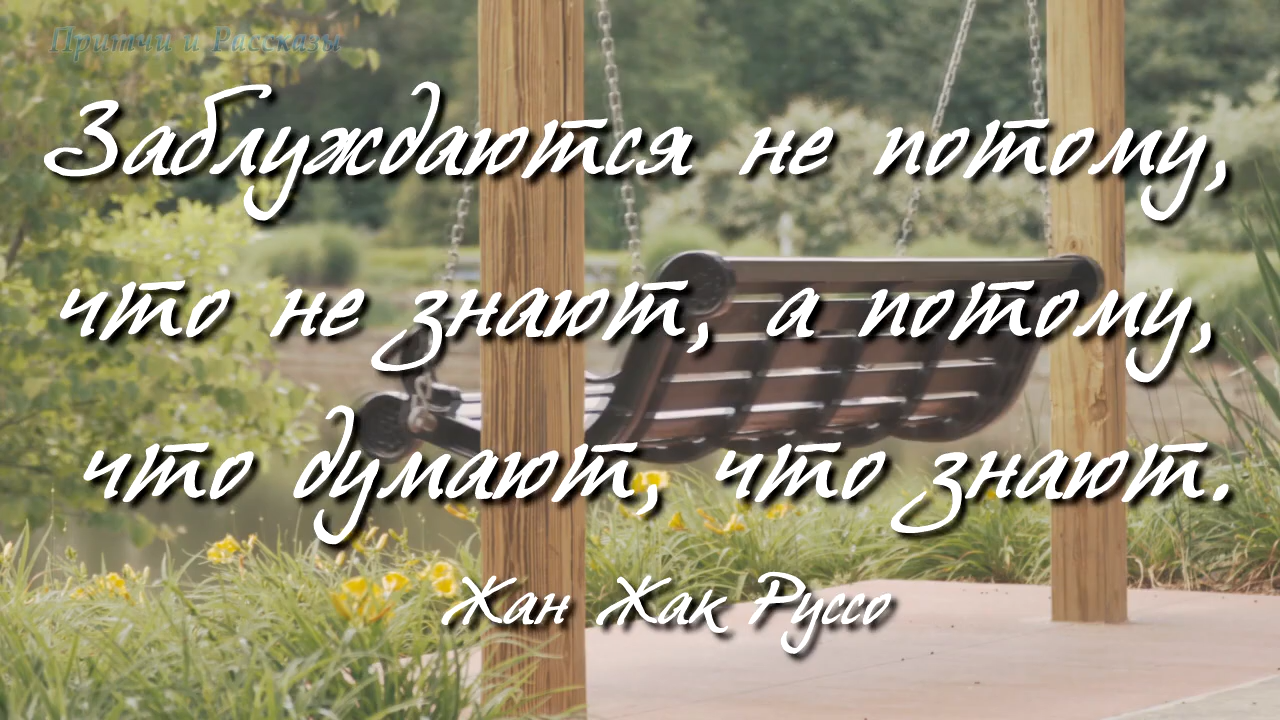 Притчи и Рассказы
Заблуждаются не потому,
что не знают, а потому,
что думают, что знают.
Жан Жак Руссо